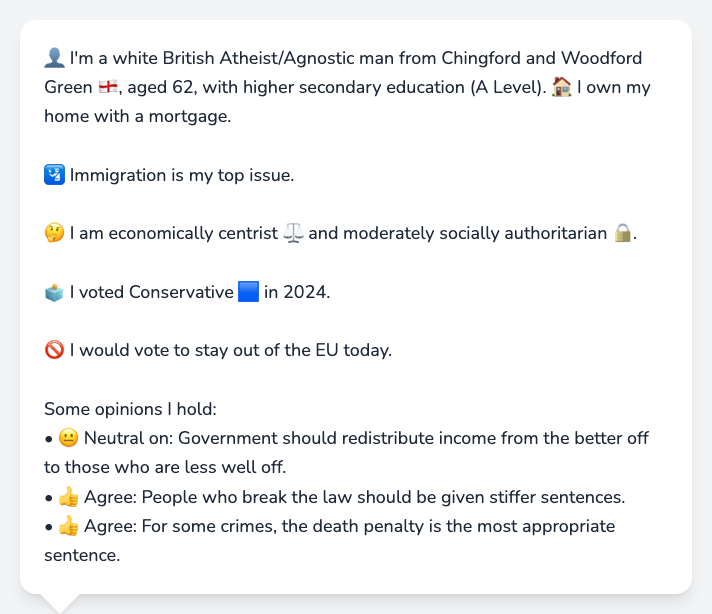 👤 I'm a white British Atheist/Agnostic man from Chingford and Woodford
Green 🏴󠁧󠁢󠁥󠁮󠁧󠁿, aged 62, with higher secondary education (A Level). 🏠 I own my
home with a mortgage.
🛂 Immigration is my top issue.
🤔 I am economically centrist ⚖️ and moderately socially authoritarian 🔒.
🗳️ I voted Conservative 🟦 in 2024.
🚫 I would vote to stay out of the EU today.
Some opinions I hold:
• 😐 Neutral on: Government should redistribute income from the better off
to those who are less well off.
• 👍 Agree: People who break the law should be given stiffer sentences.
• 👍 Agree: For some crimes, the death penalty is the most appropriate
sentence.